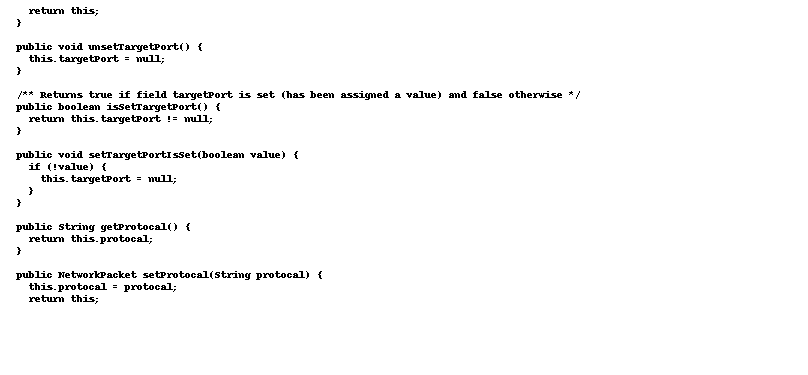 return this;
}
public void unsetTargetPort() {
this.targetPort = null;
}
/** Returns true if field targetPort is set (has been assigned a value) and false otherwise */
public boolean isSetTargetPort() {
return this.targetPort != null;
}
public void setTargetPortIsSet(boolean value) {
if (!value) {
this.targetPort = null;
}
}
public String getProtocal() {
return this.protocal;
}
public NetworkPacket setProtocal(String protocal) {
this.protocal = protocal;
return this;